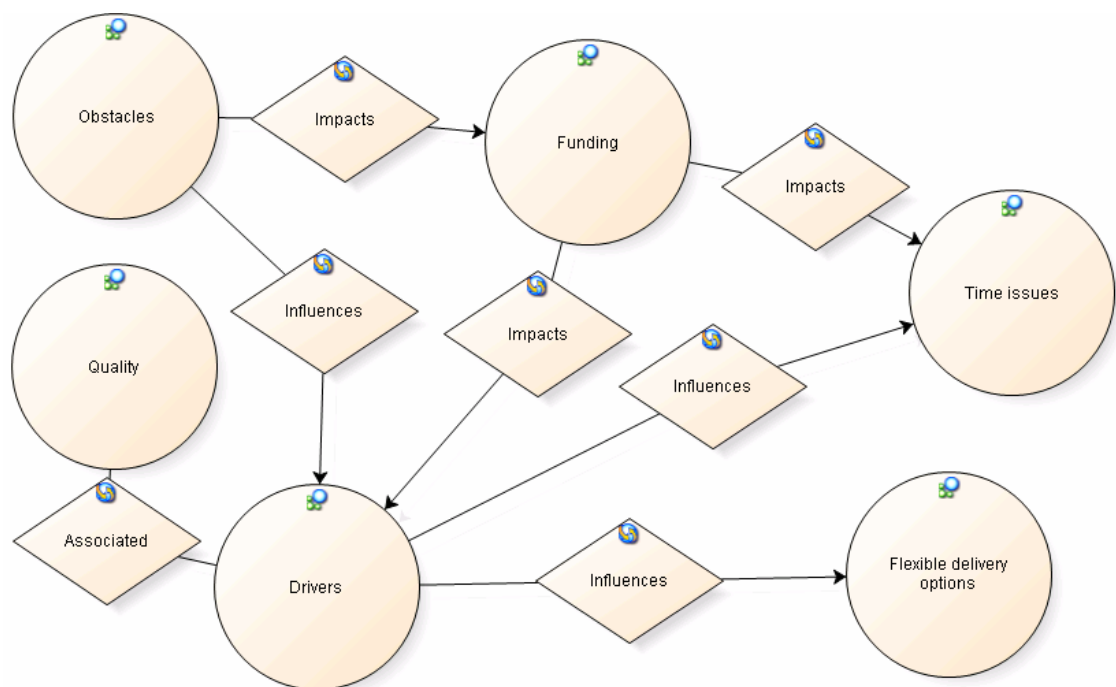 Obstacles
Impacts
Funding
Impacts
Time issues
Influences
Impacts
Quality
Influences
Associated
Drivers
Influences
Flexible delivery
options